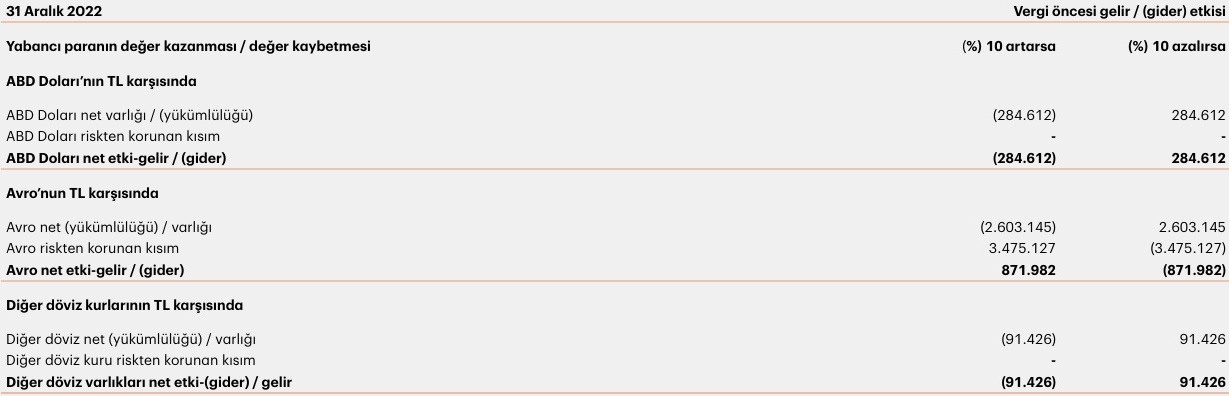 31 Aralık 2022 Vergi öncesi gelir / (gider) etkisi
Yabancı paranın değer kazanması / değer kaybetmesi (%) 10 artarsa (%) 10 azalırsa
ABD Doları’nın TL karşısında
ABD Doları net varlığı / (yükümlülüğü) (284.612) 284.612
ABD Doları riskten korunan kısım - -
ABD Doları net etki-gelir / (gider) (284.612) 284.612
Avro’nun TL karşısında
Avro net (yükümlülüğü) / varlığı (2.603.145) 2.603.145
Avro riskten korunan kısım 3.475.127 (3.475.127)
Avro net etki-gelir / (gider) 871.982 (871.982)
Diğer döviz kurlarının TL karşısında
Diğer döviz net (yükümlülüğü) / varlığı (91.426) 91.426
Diğer döviz kuru riskten korunan kısım - -
Diğer döviz varlıkları net etki-(gider) / gelir (91.426) 91.426